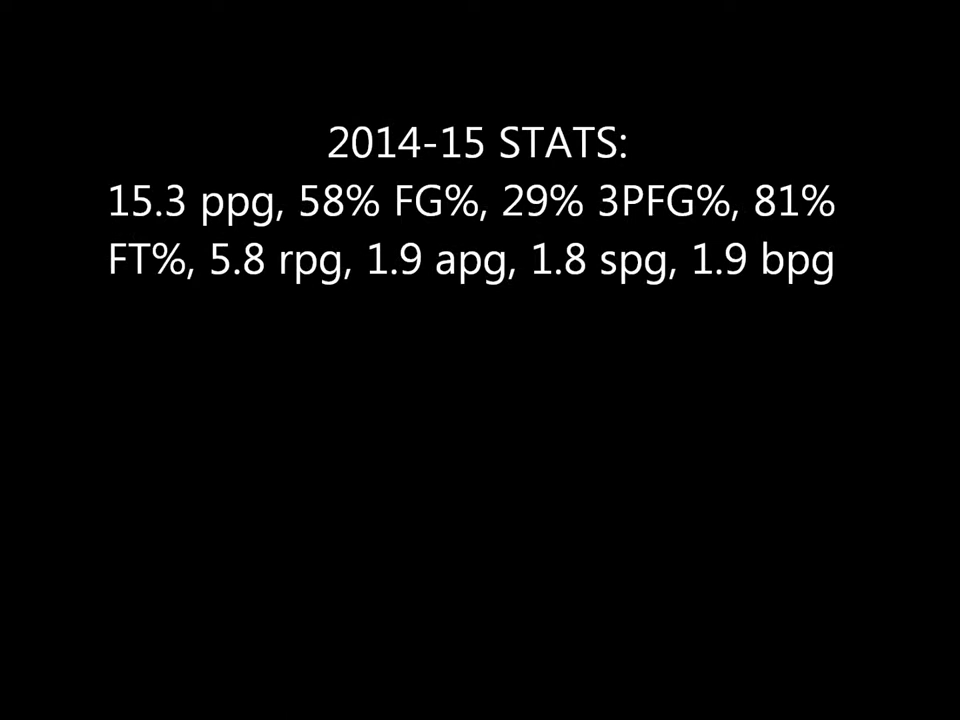 2014-15 STATS:
15.3 ppg, 58% FG%, 29% 3PFG%, 81%
FT%, 5.8 rpg, 1.9 apg, 1.8 spg, 1.9 bpg